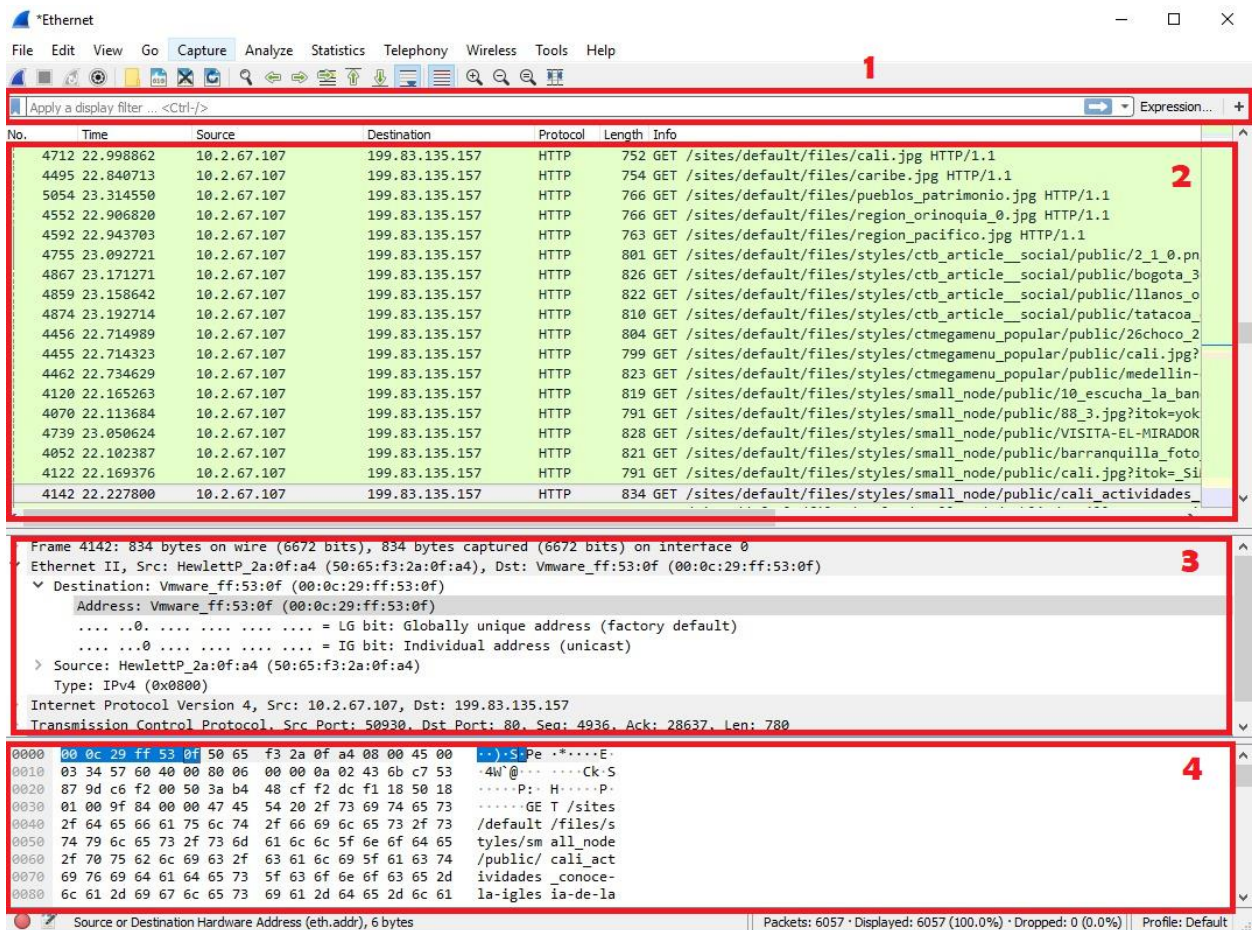 *Ethernet
File Edit View Go Capture Analyze Statistics Telephony Wireless Tools Help
1
Apply a display filter ... <Ctrl-/> Expression... +
No. Time Source Destination Protocol Length Info
2
4712 22.998862 10.2.67.107 199.83.135.157 HTTP 752 GET /sites/default/files/cali.jpg HTTP/1.1
4495 22.840713 10.2.67.107 199.83.135.157 HTTP 754 GET /sites/default/files/caribe.jpg HTTP/1.1
5054 23.314550 10.2.67.107 199.83.135.157 HTTP 766 GET /sites/default/files/pueblos_patrimonio.jpg HTTP/1.1
4552 22.906820 10.2.67.107 199.83.135.157 HTTP 766 GET /sites/default/files/region_orinoquia_0.jpg HTTP/1.1
4592 22.943703 10.2.67.107 199.83.135.157 HTTP 763 GET /sites/default/files/region_pacifico.jpg HTTP/1.1
4755 23.092721 10.2.67.107 199.83.135.157 HTTP 801 GET /sites/default/files/styles/ctb_article__social/public/2_1_0.pn
4867 23.171271 10.2.67.107 199.83.135.157 HTTP 826 GET /sites/default/files/styles/ctb_article__social/public/bogota_3
4859 23.158642 10.2.67.107 199.83.135.157 HTTP 822 GET /sites/default/files/styles/ctb_article__social/public/llanos_o
4874 23.192714 10.2.67.107 199.83.135.157 HTTP 810 GET /sites/default/files/styles/ctb_article__social/public/tatacoa_
4456 22.714989 10.2.67.107 199.83.135.157 HTTP 804 GET /sites/default/files/styles/ctmegamenu_popular/public/26choco_2
4455 22.714323 10.2.67.107 199.83.135.157 HTTP 799 GET /sites/default/files/styles/ctmegamenu_popular/public/cali.jpg?
4462 22.734629 10.2.67.107 199.83.135.157 HTTP 823 GET /sites/default/files/styles/ctmegamenu_popular/public/medellin-
4120 22.165263 10.2.67.107 199.83.135.157 HTTP 819 GET /sites/default/files/styles/small_node/public/10_escucha_la_ban
4070 22.113684 10.2.67.107 199.83.135.157 HTTP 791 GET /sites/default/files/styles/small_node/public/88_3.jpg?itok=yok
4739 23.050624 10.2.67.107 199.83.135.157 HTTP 828 GET /sites/default/files/styles/small_node/public/VISITA-EL-MIRADOR
4052 22.102387 10.2.67.107 199.83.135.157 HTTP 821 GET /sites/default/files/styles/small_node/public/barranquilla_foto_
4122 22.169376 10.2.67.107 199.83.135.157 HTTP 791 GET /sites/default/files/styles/small_node/public/cali.jpg?itok=_Si
4142 22.227800 10.2.67.107 199.83.135.157 HTTP 834 GET /sites/default/files/styles/small_node/public/cali_actividades_
3
Frame 4142: 834 bytes on wire (6672 bits), 834 bytes captured (6672 bits) on interface 0
Ethernet II, Src: HewlettP_2a:0f:a4 (50:65:f3:2a:0f:a4), Dst: Vmware_ff:53:0f (00:0c:29:ff:53:0f)
Destination: Vmware_ff:53:0f (00:0c:29:ff:53:0f)
Address: Vmware_ff:53:0f (00:0c:29:ff:53:0f)
.... ..0. .... .... .... .... = LG bit: Globally unique address (factory default)
.... ...0 .... .... .... .... = IG bit: Individual address (unicast)
Source: HewlettP_2a:0f:a4 (50:65:f3:2a:0f:a4)
Type: IPv4 (0x0800)
Internet Protocol Version 4, Src: 10.2.67.107, Dst: 199.83.135.157
Transmission Control Protocol, Src Port: 50930, Dst Port: 80, Seq: 4936, Ack: 28637, Len: 780
4
0000 00 0c 29 ff 53 0f 50 65 f3 2a 0f a4 08 00 45 00 ··)·S·Pe ·*····E·
0010 03 34 57 60 40 00 80 06 00 00 0a 02 43 6b c7 53 ·4W`@··· ····Ck·S
0020 87 9d c6 f2 00 50 3a b4 48 cf f2 dc f1 18 50 18 ·····P:· H·····P·
0030 01 00 9f 84 00 00 47 45 54 20 2f 73 69 74 65 73 ······GE T /sites
0040 2f 64 65 66 61 75 6c 74 2f 66 69 6c 65 73 2f 73 /default /files/s
0050 74 79 6c 65 73 2f 73 6d 61 6c 6c 5f 6e 6f 64 65 tyles/sm all_node
0060 2f 70 75 62 6c 69 63 2f 63 61 6c 69 5f 61 63 74 /public/ cali_act
0070 69 76 69 64 61 64 65 73 5f 63 6f 6e 6f 63 65 2d ividades _conoce-
0080 6c 61 2d 69 67 6c 65 73 69 61 2d 64 65 2d 6c 61 la-igles ia-de-la
Source or Destination Hardware Address (eth.addr), 6 bytes Packets: 6057 · Displayed: 6057 (100.0%) · Dropped: 0 (0.0%) Profile: Default